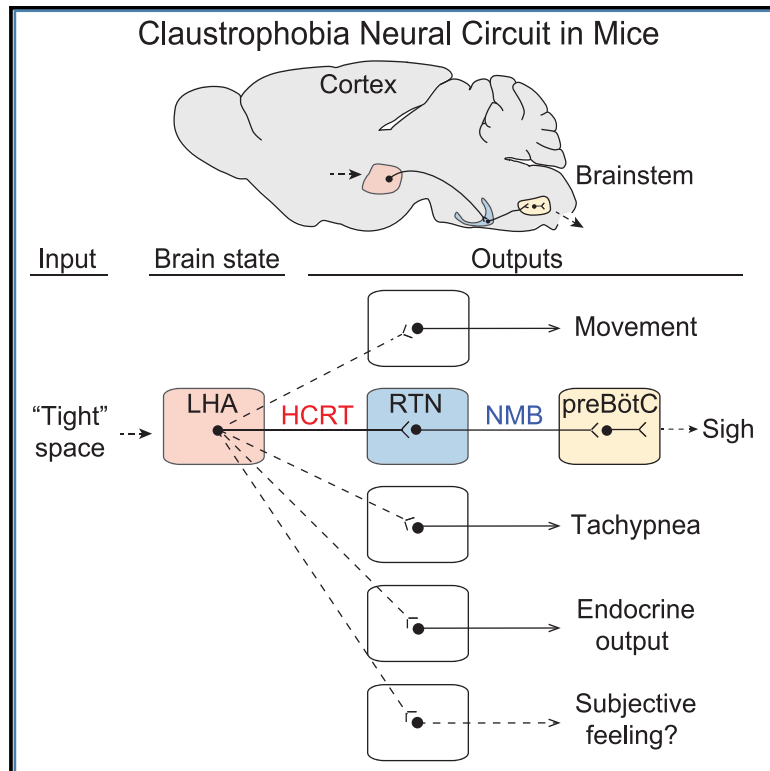 Claustrophobia Neural Circuit in Mice
Cortex
Brainstem
Input Brain state Outputs
Movement
"Tight"
space
LHA HCRT RTN NMB preBötC
Sigh
Tachypnea
Endocrine
output
Subjective
feeling?